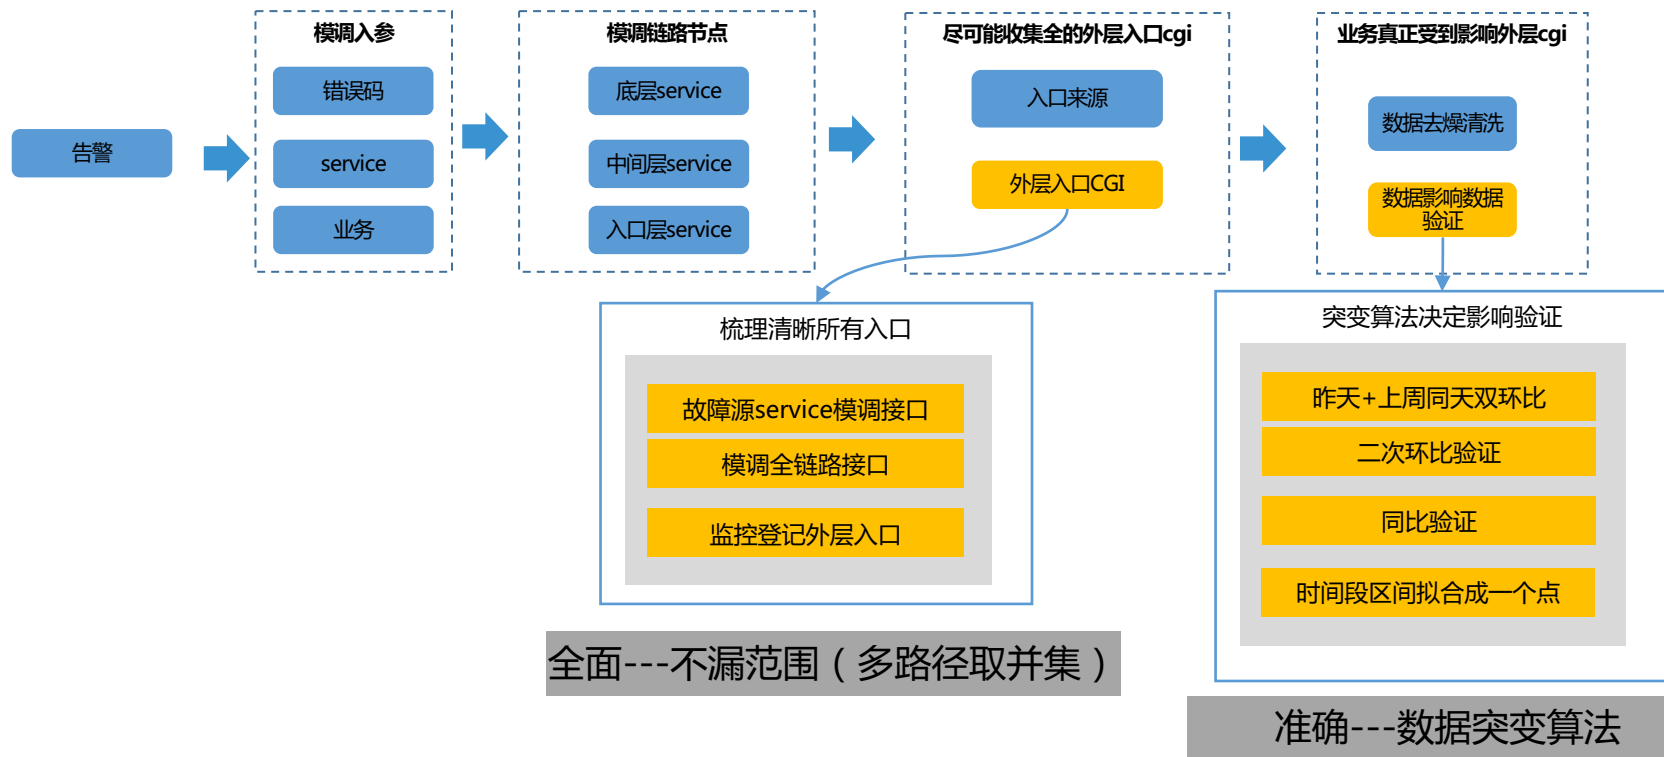 告警
模调入参
错误码
service
业务
模调链路节点
底层service
中间层service
入口层service
尽可能收集全的外层入口cgi
入口来源
外层入口CGI
业务真正受到影响外层cgi
数据去燥清洗
数据影响数据
验证
梳理清晰所有入口
故障源service模调接口
模调全链路接口
监控登记外层入口
全面---不漏范围（多路径取并集）
突变算法决定影响验证
昨天+上周同天双环比
二次环比验证
同比验证
时间段区间拟合成一个点
准确---数据突变算法